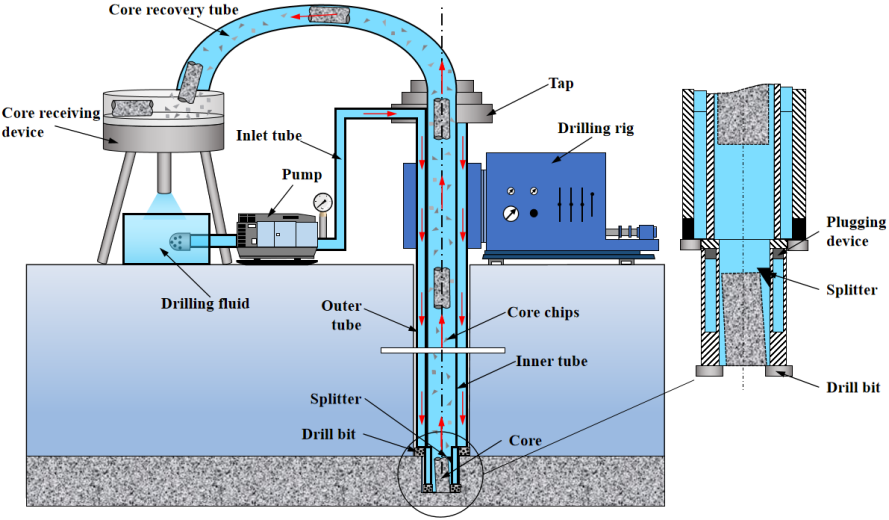 Core recovery tube
Core receiving
device
Inlet tube
Pump
Tap
Drilling rig
Plugging
device
Splitter
Drilling fluid
Outer
tube
Core chips
Inner tube
Splitter
Drill bit
Core
Drill bit